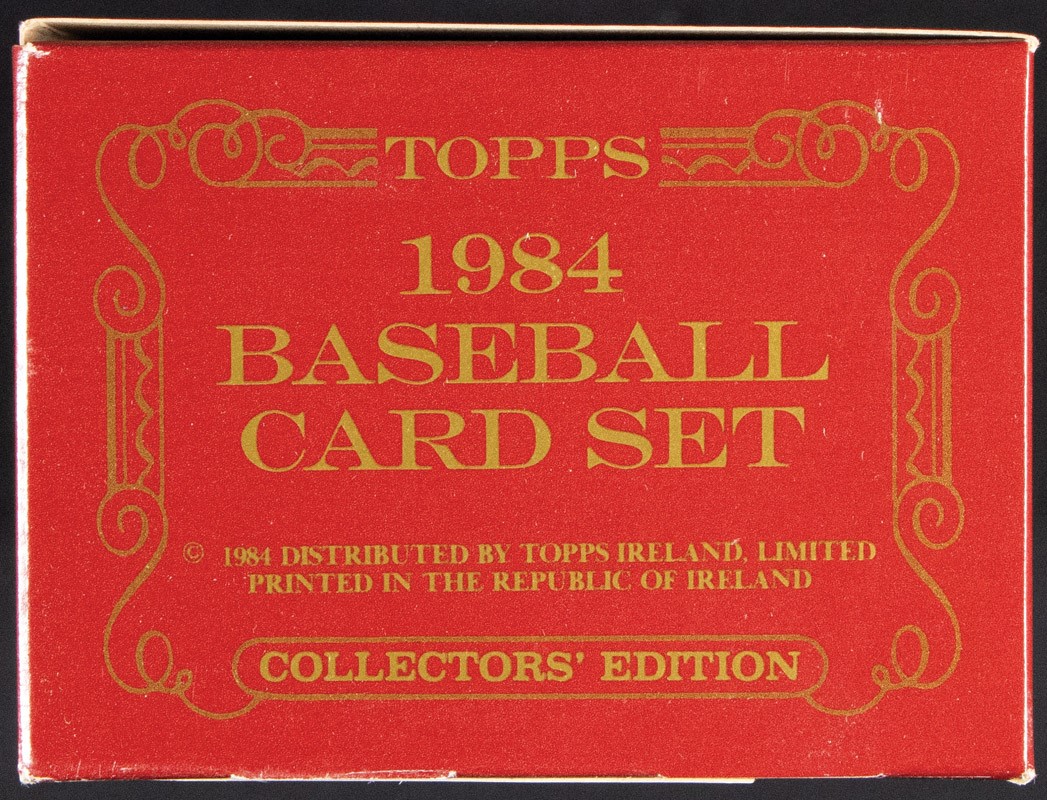 TOPPS
1984
BASEBALL
CARD SET
© 1984 DISTRIBUTED BY TOPPS IRELAND, LIMITED
PRINTED IN THE REPUBLIC OF IRELAND
COLLECTORS' EDITION